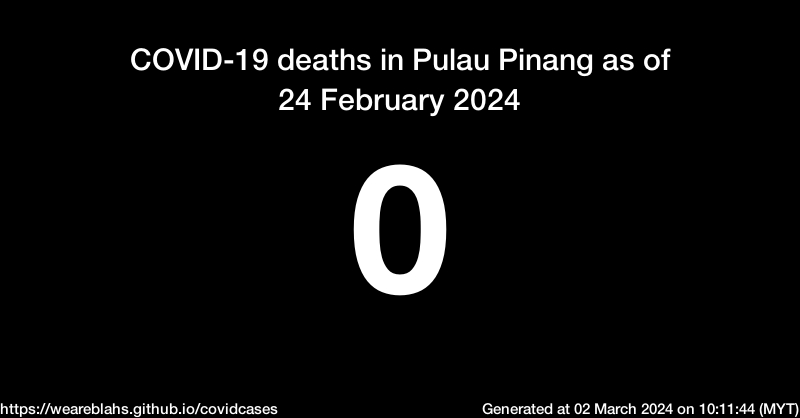 COVID-19 deaths in Pulau Pinang as of
24 February 2024
0
https://weareblahs.github.io/covidcases
Generated at 02 March 2024 on 10:11:44 (MYT)